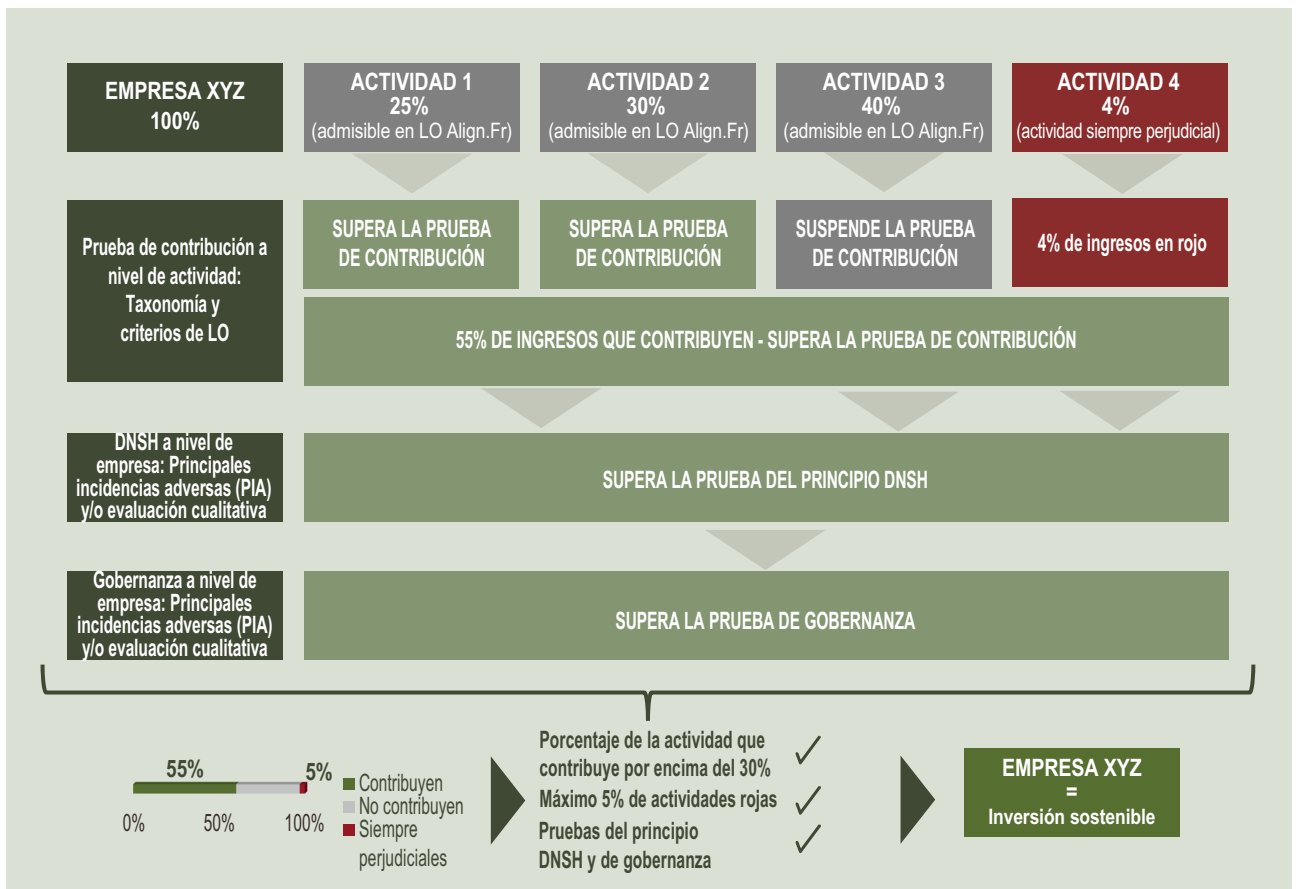 EMPRESA XYZ
100%
ACTIVIDAD 1
25%
(admisible en LO Align.Fr)
ACTIVIDAD 2
30%
(admisible en LO Align.Fr)
ACTIVIDAD 3
40%
(admisible en LO Align.Fr)
ACTIVIDAD 4
4%
(actividad siempre perjudicial)
Prueba de contribución a
nivel de actividad:
Taxonomía y
criterios de LO
SUPERA LA PRUEBA
DE CONTRIBUCIÓN
SUPERA LA PRUEBA
DE CONTRIBUCIÓN
SUSPENDE LA PRUEBA
DE CONTRIBUCIÓN
4% de ingresos en rojo
55% DE INGRESOS QUE CONTRIBUYEN - SUPERA LA PRUEBA DE CONTRIBUCIÓN
DNSH a nivel de
empresa: Principales
incidencias adversas (PIA)
y/o evaluación cualitativa
SUPERA LA PRUEBA DEL PRINCIPIO DNSH
Gobernanza a nivel de
empresa: Principales
incidencias adversas (PIA)
y/o evaluación cualitativa
SUPERA LA PRUEBA DE GOBERNANZA
55%
5%
0%
50%
100%
Contribuyen
No contribuyen
Siempre
perjudiciales
Porcentaje de la actividad que
contribuye por encima del 30%
Máximo 5% de actividades rojas
Pruebas del principio
DNSH y de gobernanza
EMPRESA XYZ
=
Inversión sostenible